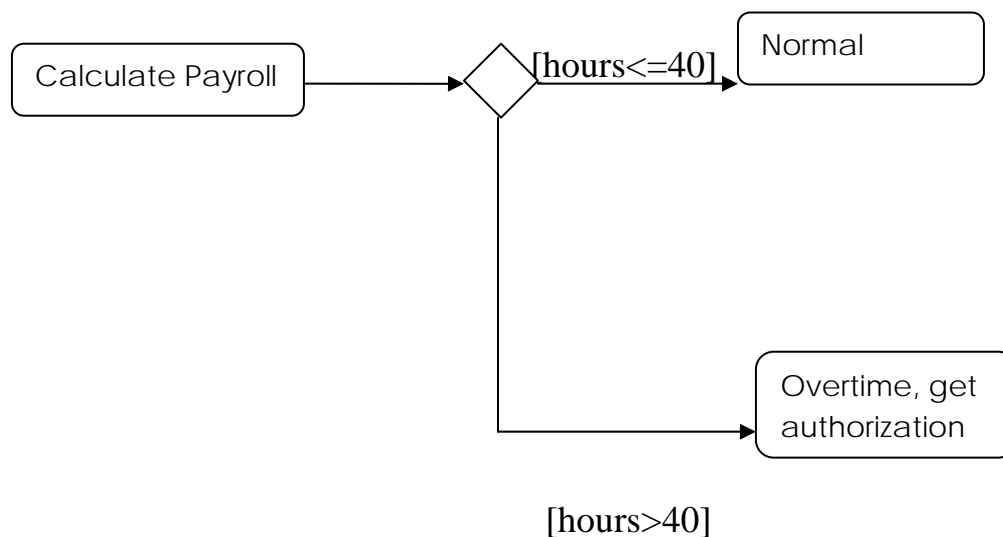 Calculate Payroll
[hours<=40]
Normal
Overtime, get
authorization
[hours>40]